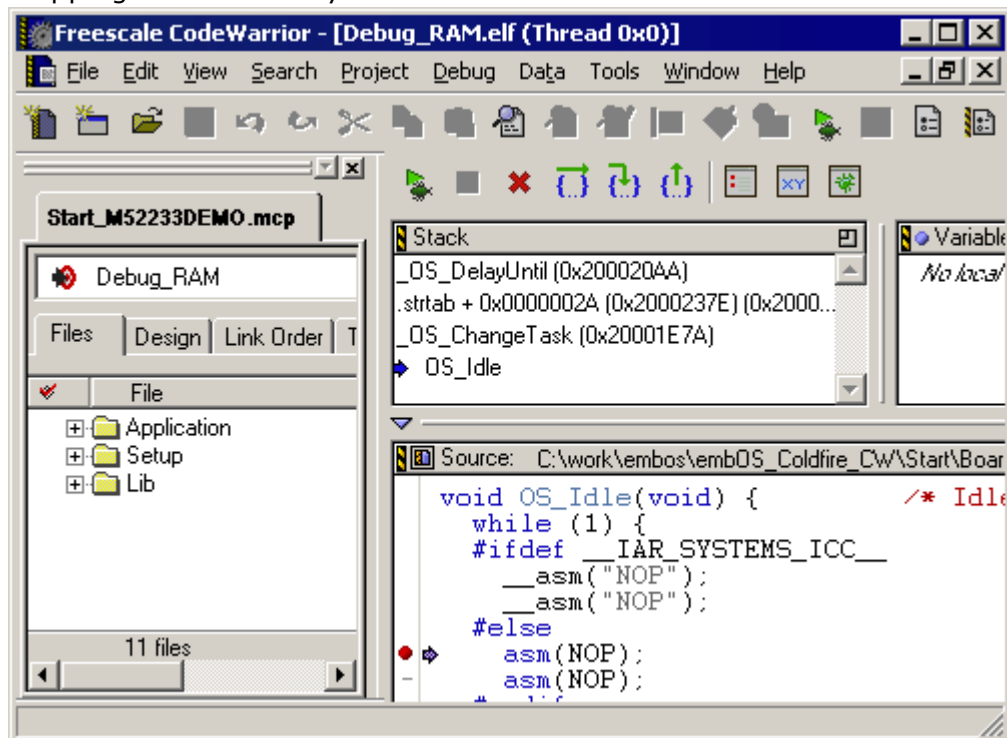 Freescale CodeWarrior - [Debug_RAM.elf (Thread 0x0)]
File Edit View Search Project Debug Data Tools Window Help
Start_M52233DEMO.mcp
Debug_RAM
Files Design Link Order T
File
Application
Setup
Lib
11 files
Stack
_OS_DelayUntil (0x200020AA)
.strtab + 0x0000002A (0x2000237E) (0x2000...
_OS_ChangeTask (0x20001E7A)
OS_Idle
Variable
No local
Source: C:\work\embos\embOS_Coldfire_CW\Start\Boar
void OS_Idle(void) { /* Idle
while (1) {
#ifdef __IAR_SYSTEMS_ICC__
__asm("NOP");
__asm("NOP");
#else
asm(NOP);
asm(NOP);